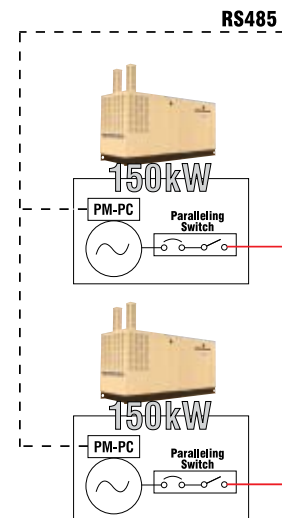 RS485
150kW
PM-PC
Paralleling
Switch
150kW
PM-PC
Paralleling
Switch